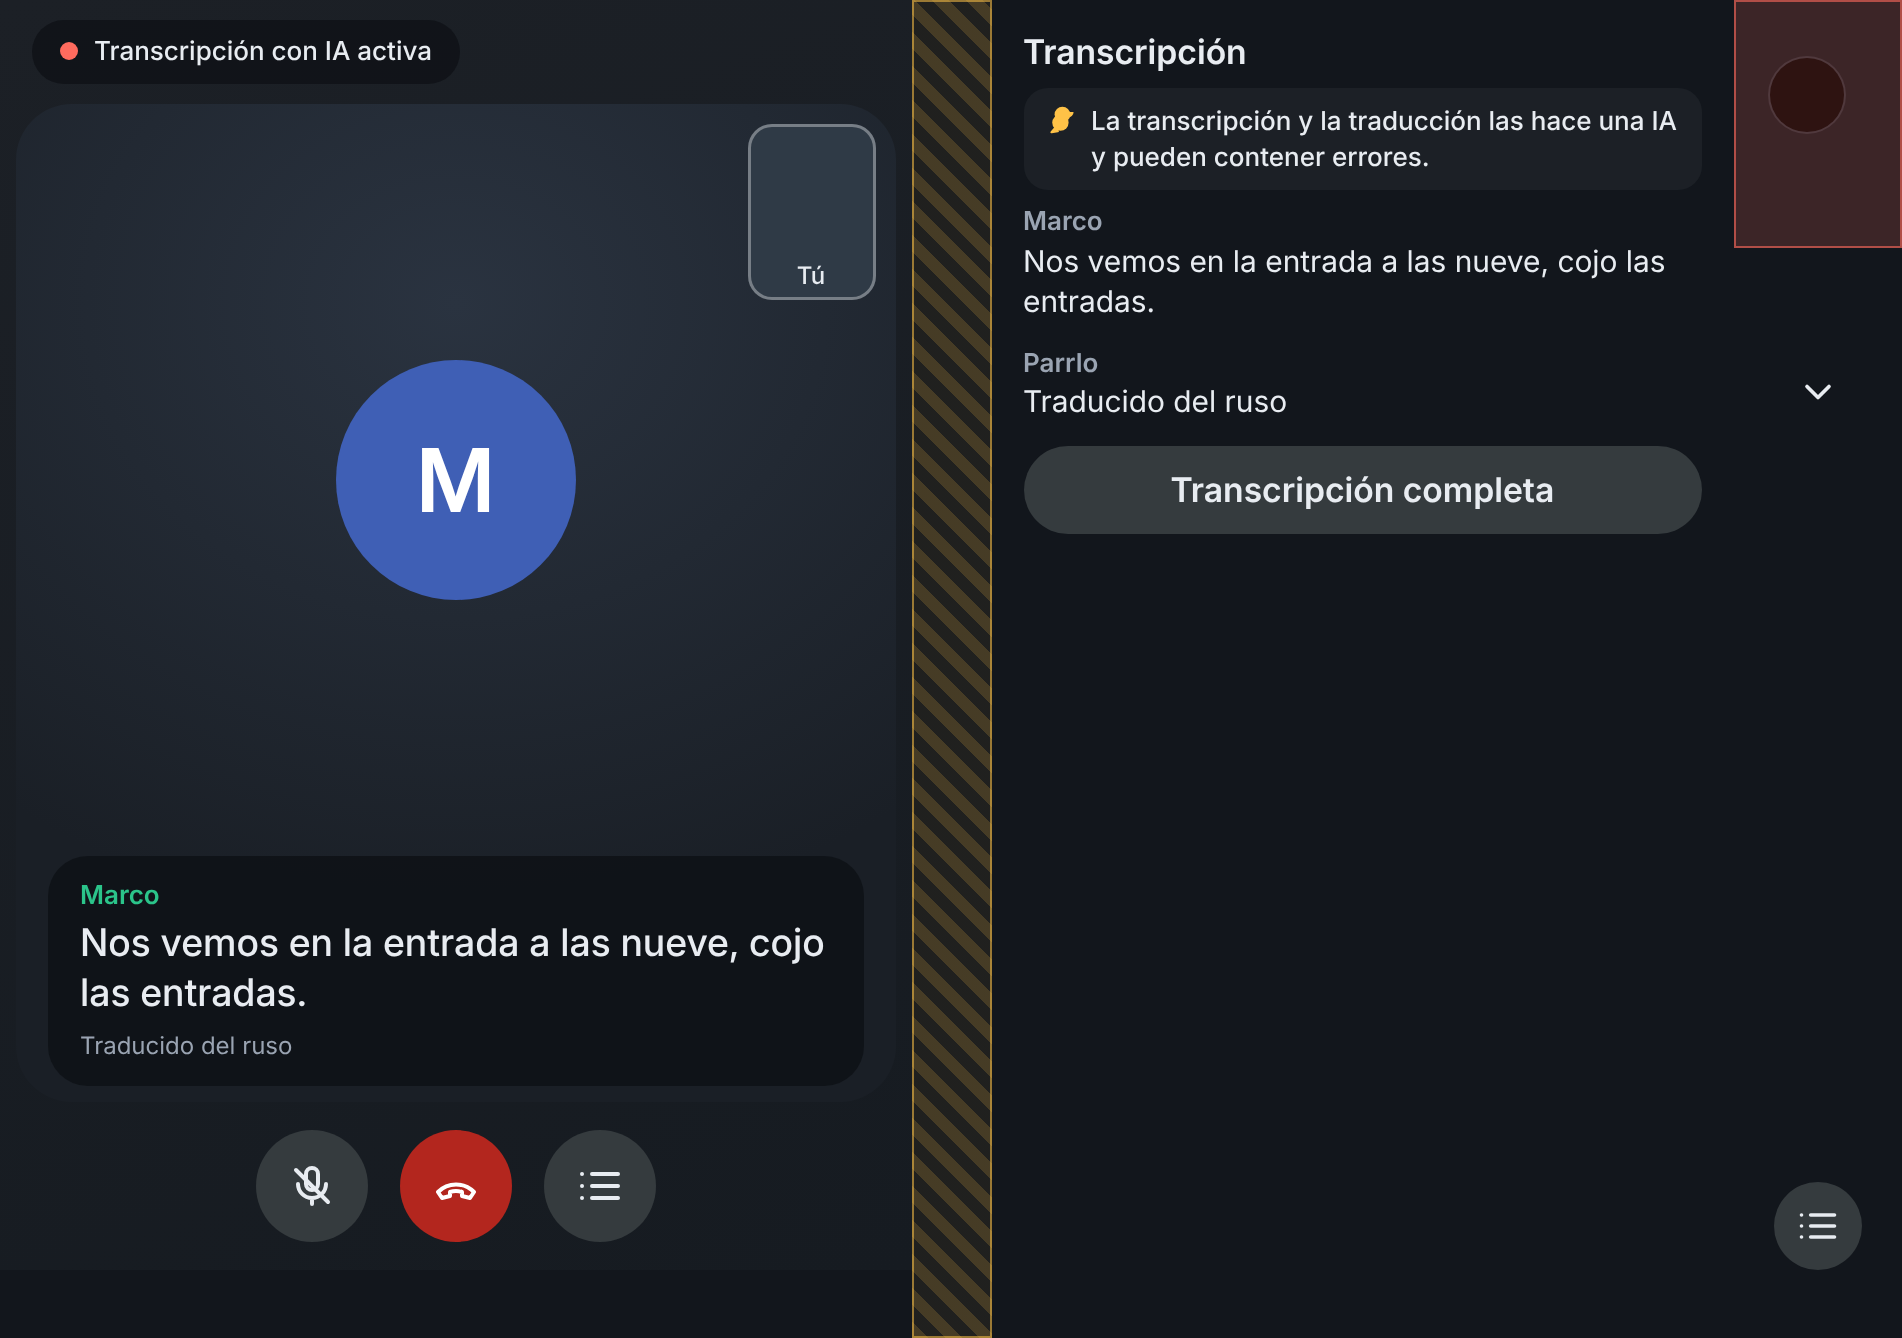 Transcripción con IA activa
Tú
M
Marco
Nos vemos en la entrada a las nueve, cojo
las entradas.
Traducido del ruso
Transcripción
La transcripción y la traducción las hace una IA
y pueden contener errores.
Marco
Nos vemos en la entrada a las nueve, cojo las
entradas.
Parrlo
Traducido del ruso
Transcripción completa